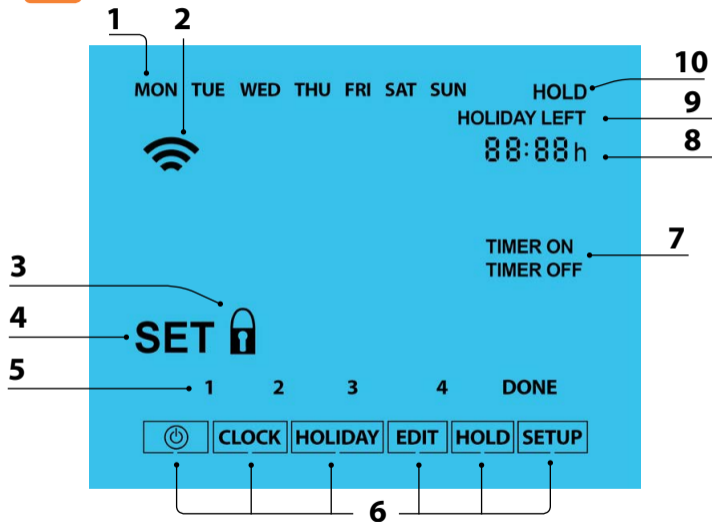 1 2
MON TUE WED THU FRI SAT SUN HOLD 10
HOLIDAY LEFT 9
88:88h 8
TIMER ON 7
TIMER OFF
3
4 SET
5 1 2 3 4 DONE
CLOCK HOLIDAY EDIT HOLD SETUP
6